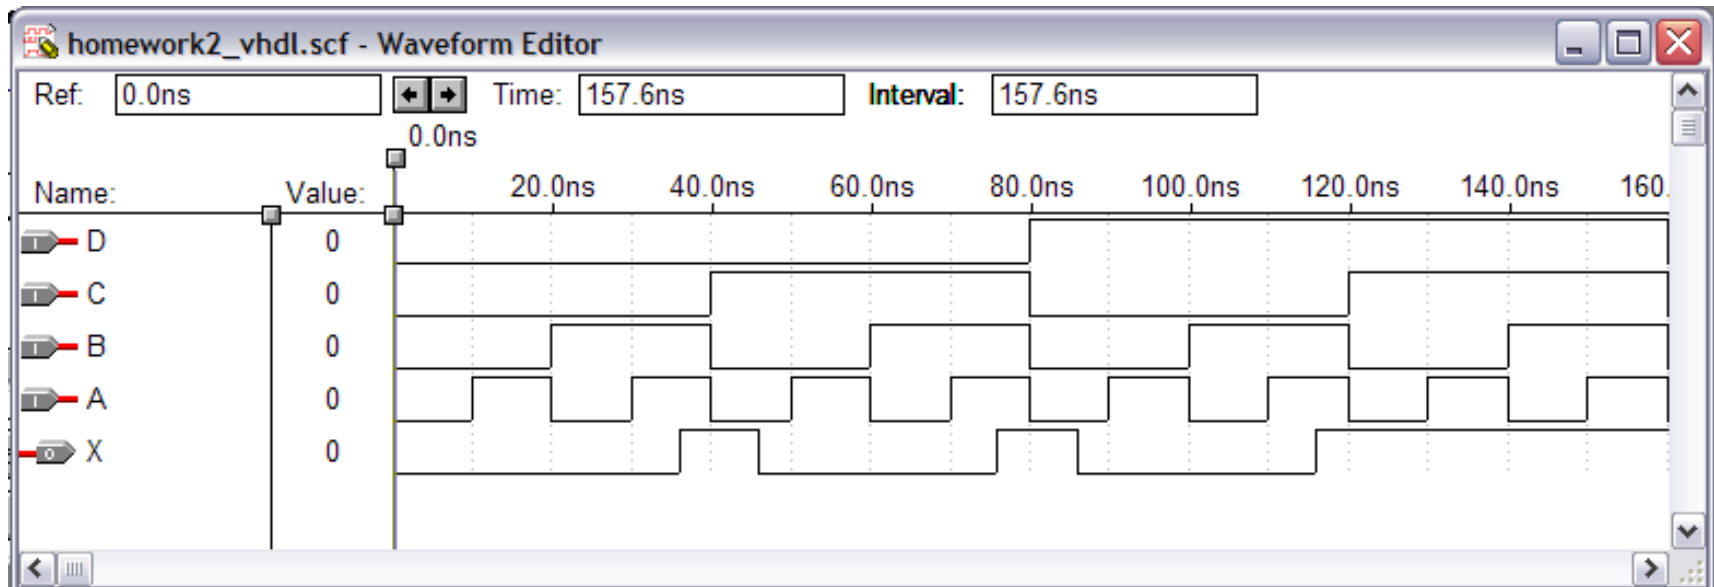 homework2_vhdl.scf - Waveform Editor
Ref: 0.0ns Time: 157.6ns Interval: 157.6ns
0.0ns
Name: Value: 20.0ns 40.0ns 60.0ns 80.0ns 100.0ns 120.0ns 140.0ns 160.
I D 0
I C 0
I B 0
I A 0
O X 0